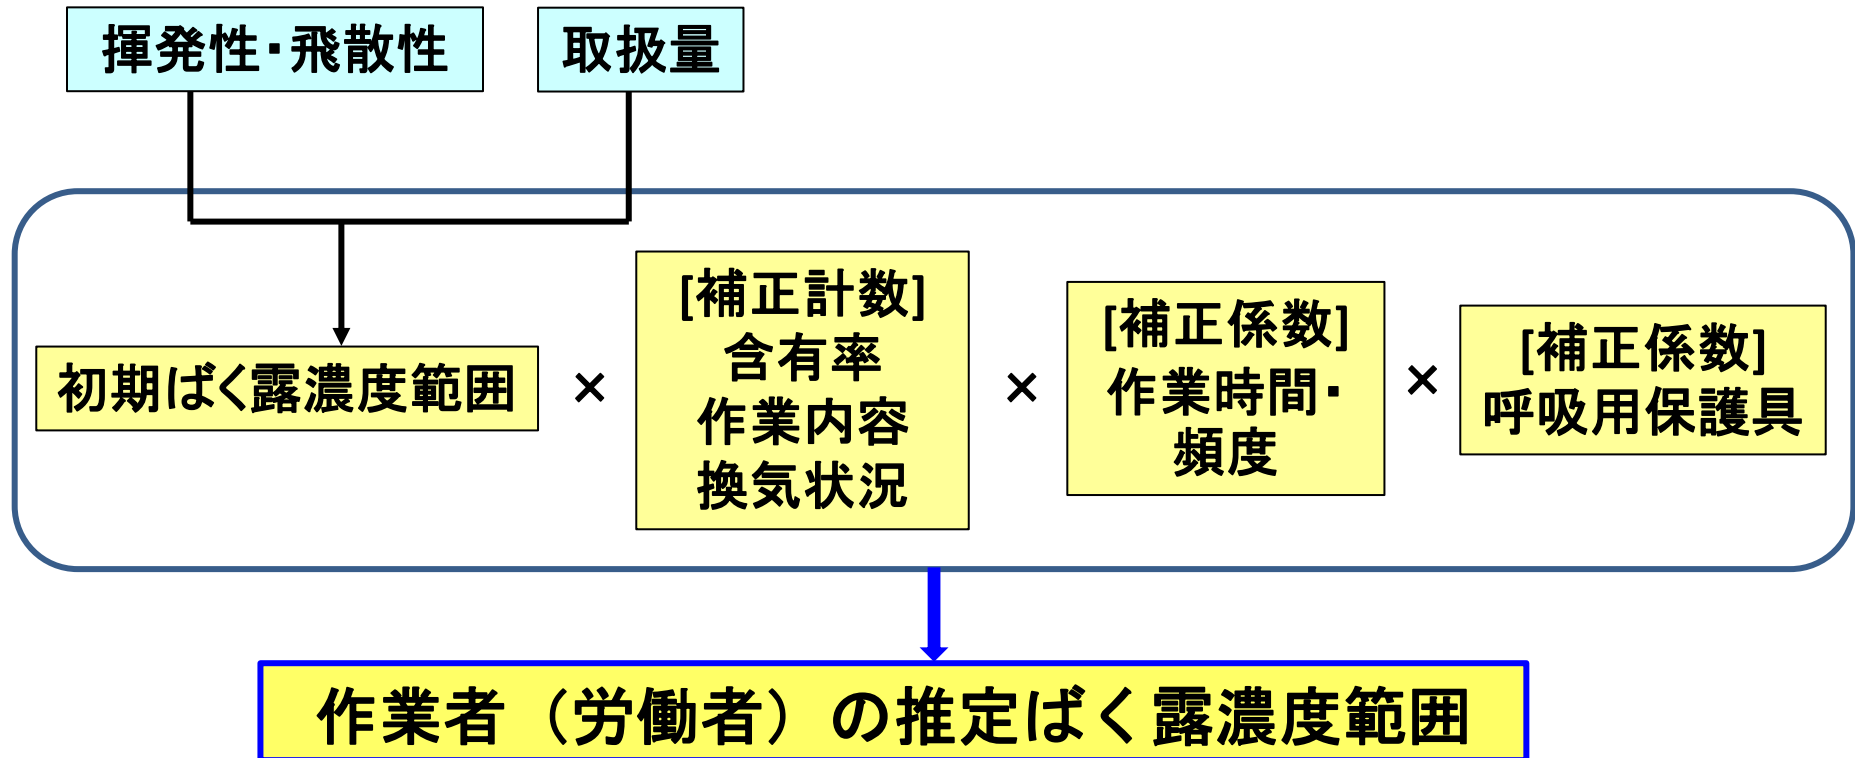 揮発性・飛散性
取扱量
初期ばく露濃度範囲
×
[補正計数]
含有率
作業内容
換気状況
×
[補正係数]
作業時間・
頻度
×
[補正係数]
呼吸用保護具
作業者（労働者）の推定ばく露濃度範囲